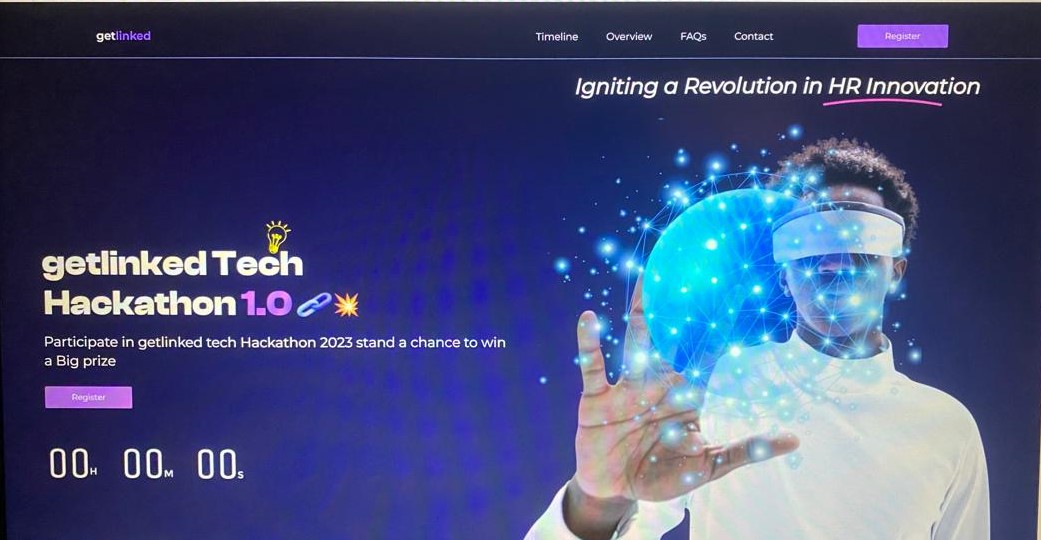 getlinked
Timeline Overview FAQs Contact Register
Igniting a Revolution in HR Innovation
getlinked Tech
Hackathon 1.0 🔗💥
Participate in getlinked tech Hackathon 2023 stand a chance to win
a Big prize
Register
00H 00M 00S